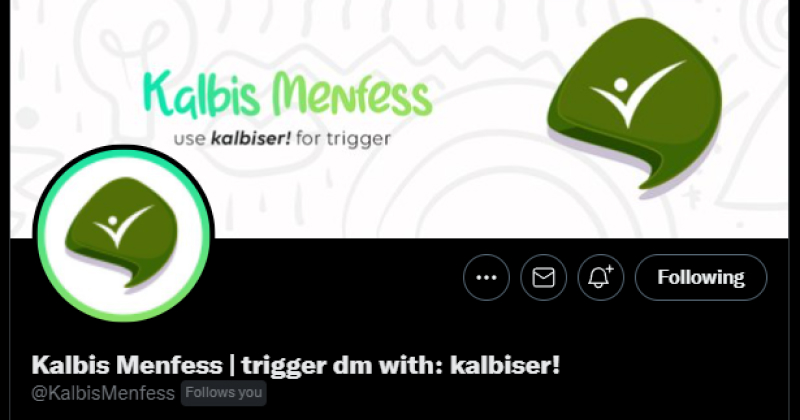 Kalbis Menfess
use kalbiser! for trigger
Following
Kalbis Menfess | trigger dm with: kalbiser!
@KalbisMenfess Follows you